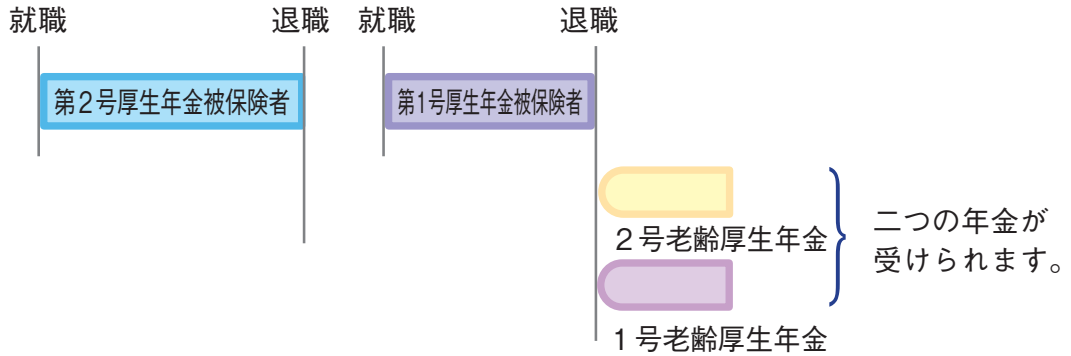 就職 退職 就職 退職
第２号厚生年金被保険者 第1号厚生年金被保険者
２号老齢厚生年金
１号老齢厚生年金
二つの年金が
受けられます。